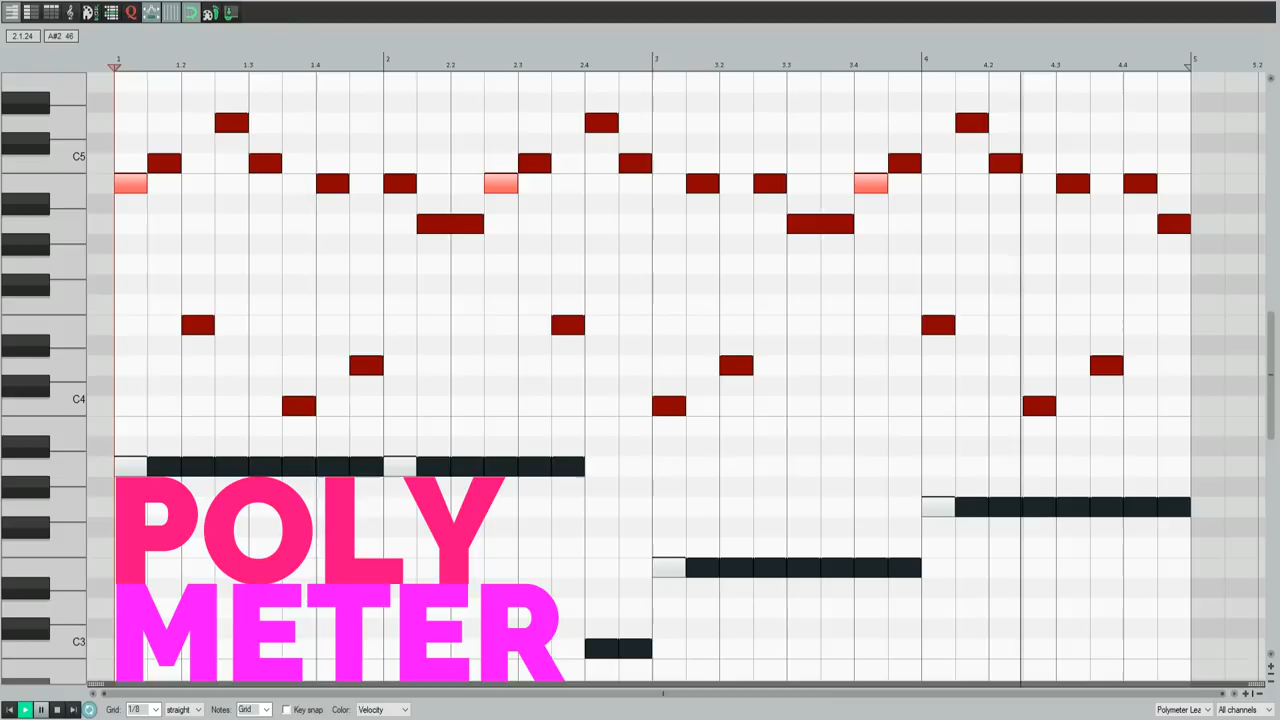 Q
2.1.24 A#2 46
1 1.2 1.3 1.4 2 2.2 2.3 2.4 3 3.2 3.3 3.4 4 4.2 4.3 4.4 5 5.2
C5
C4
C3
POLY
METER
Grid: 1/8 straight Notes: Grid Key snap Color: Velocity Polymeter Lea All channels